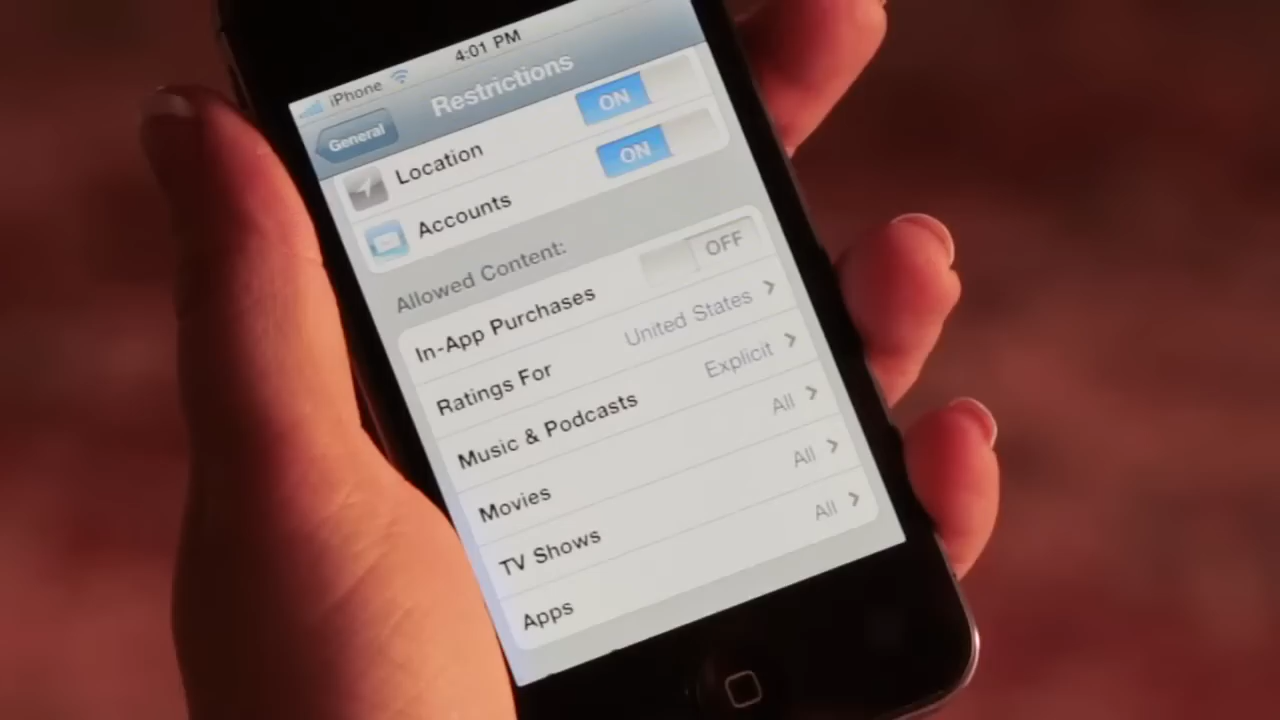 iPhone 4:01 PM
General Restrictions
Location ON
Accounts ON
Allowed Content:
In-App Purchases OFF
Ratings For United States
Music & Podcasts Explicit
Movies All
TV Shows All
Apps All